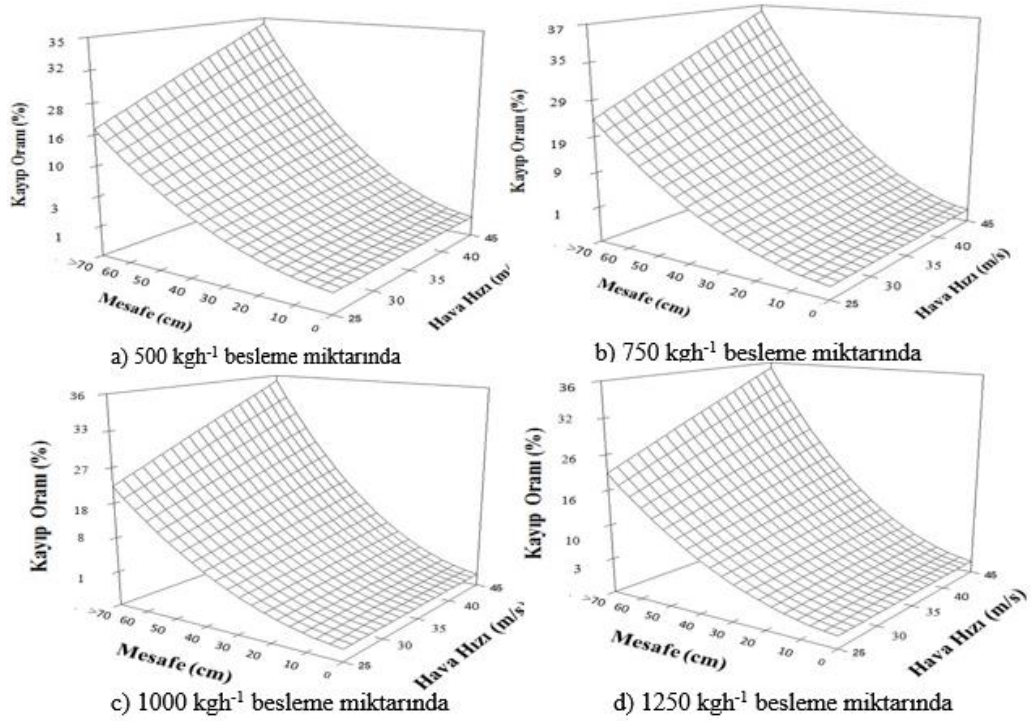 35
32
28
16
10
3
1
Kayıp Oranı (%)
>70 60 50 40 30 20 10 0
Mesafe (cm)
25 30 35 40 45
Hava Hızı (m/
a) 500 kgh⁻¹ besleme miktarında
37
35
29
19
9
1
Kayıp Oranı (%)
>70 60 50 40 30 20 10 0
Mesafe (cm)
25 30 35 40 45
Hava Hızı (m/s)
b) 750 kgh⁻¹ besleme miktarında
36
33
27
18
8
1
Kayıp Oranı (%)
>70 60 50 40 30 20 10 0
Mesafe (cm)
25 30 35 40 45
Hava Hızı (m/s
c) 1000 kgh⁻¹ besleme miktarında
36
32
26
16
10
3
Kayıp Oranı (%)
>70 60 50 40 30 20 10 0
Mesafe (cm)
25 30 35 40 45
Hava Hızı (m/s)
d) 1250 kgh⁻¹ besleme miktarında